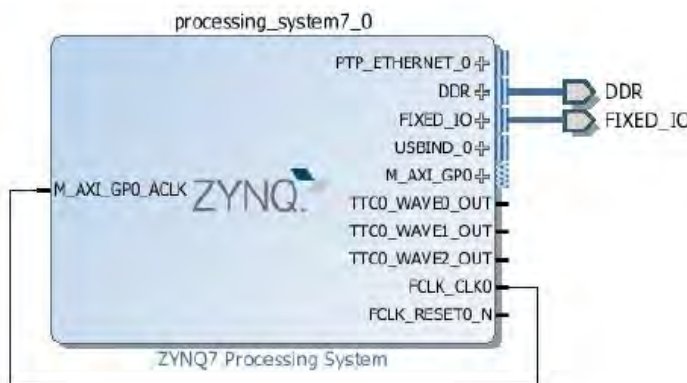 processing_system7_0
PTP_ETHERNET_0
DDR
DDR
FIXED_IO
FIXED_IO
USBIND_0
M_AXI_GP0
M_AXI_GP0_ACLK
ZYNQ.
TTC0_WAVE0_OUT
TTC0_WAVE1_OUT
TTC0_WAVE2_OUT
FCLK_CLK0
FCLK_RESET0_N
ZYNQ7 Processing System